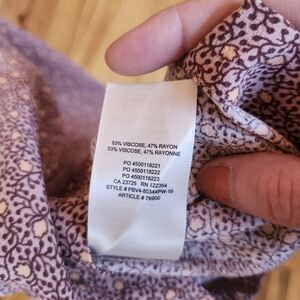 53% VISCOSE, 47% RAYON
53% VISCOSE, 47% RAYONNE
PO 4500118221
PO 4500118222
PO 4500118223
CA 23725 RN 122354
STYLE # PBV4-80344PW-10
ARTICLE # 76900